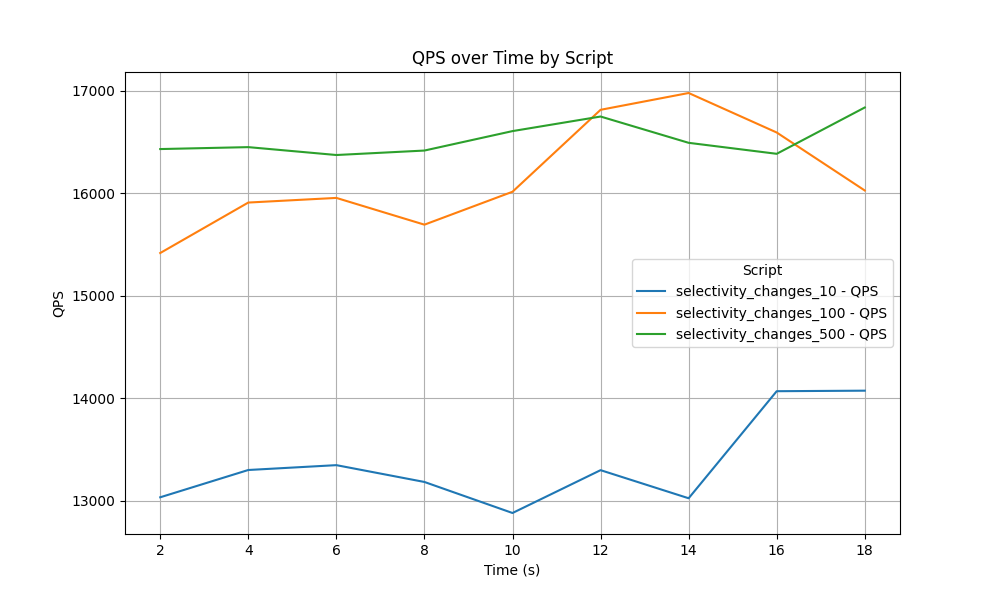 QPS over Time by Script
17000
16000
15000
14000
13000
QPS
Script
selectivity_changes_10 - QPS
selectivity_changes_100 - QPS
selectivity_changes_500 - QPS
2 4 6 8 10 12 14 16 18
Time (s)